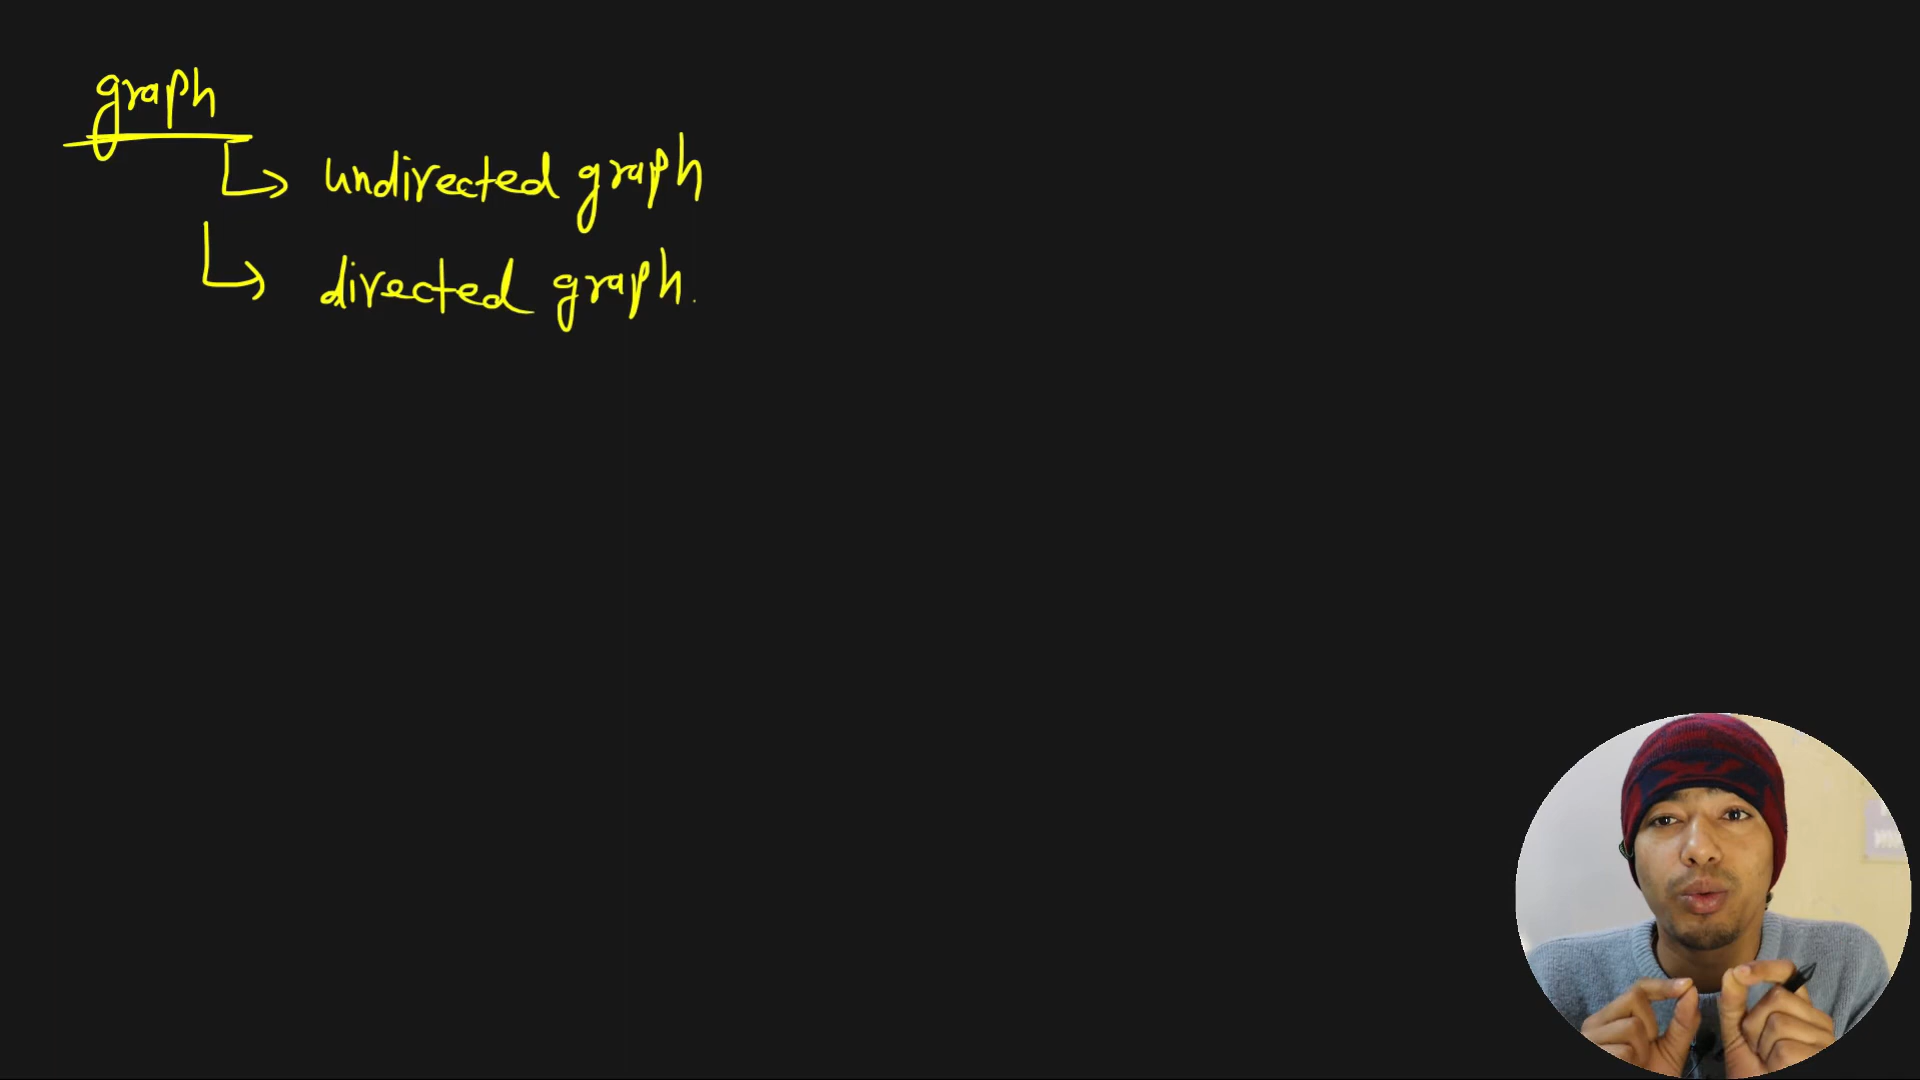 graph
↳ undirected graph
↳ directed graph.